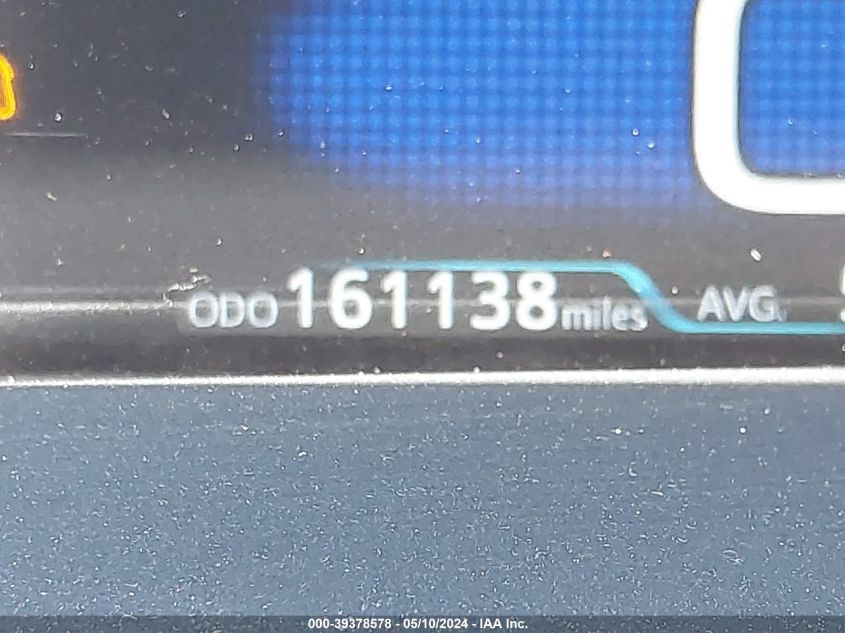 ODO 161138 miles AVG.
000-39378578 - 05/10/2024 - IAA Inc.